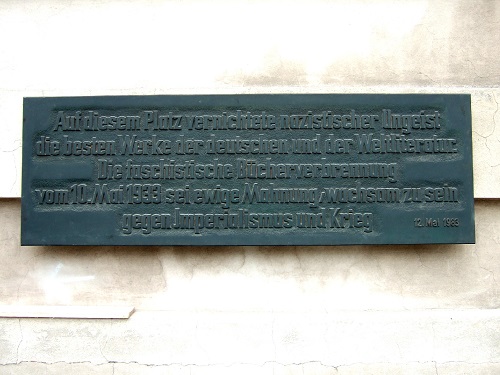 Auf diesem Platz vernichtete nazistischer Ungeist
die besten Werke der deutschen und der Weltliteratur.
Die faschistische Bücherverbrennung
vom 10. Mai 1933 sei ewige Mahnung, wachsam zu sein
gegen Imperialismus und Krieg
12. Mai 1983